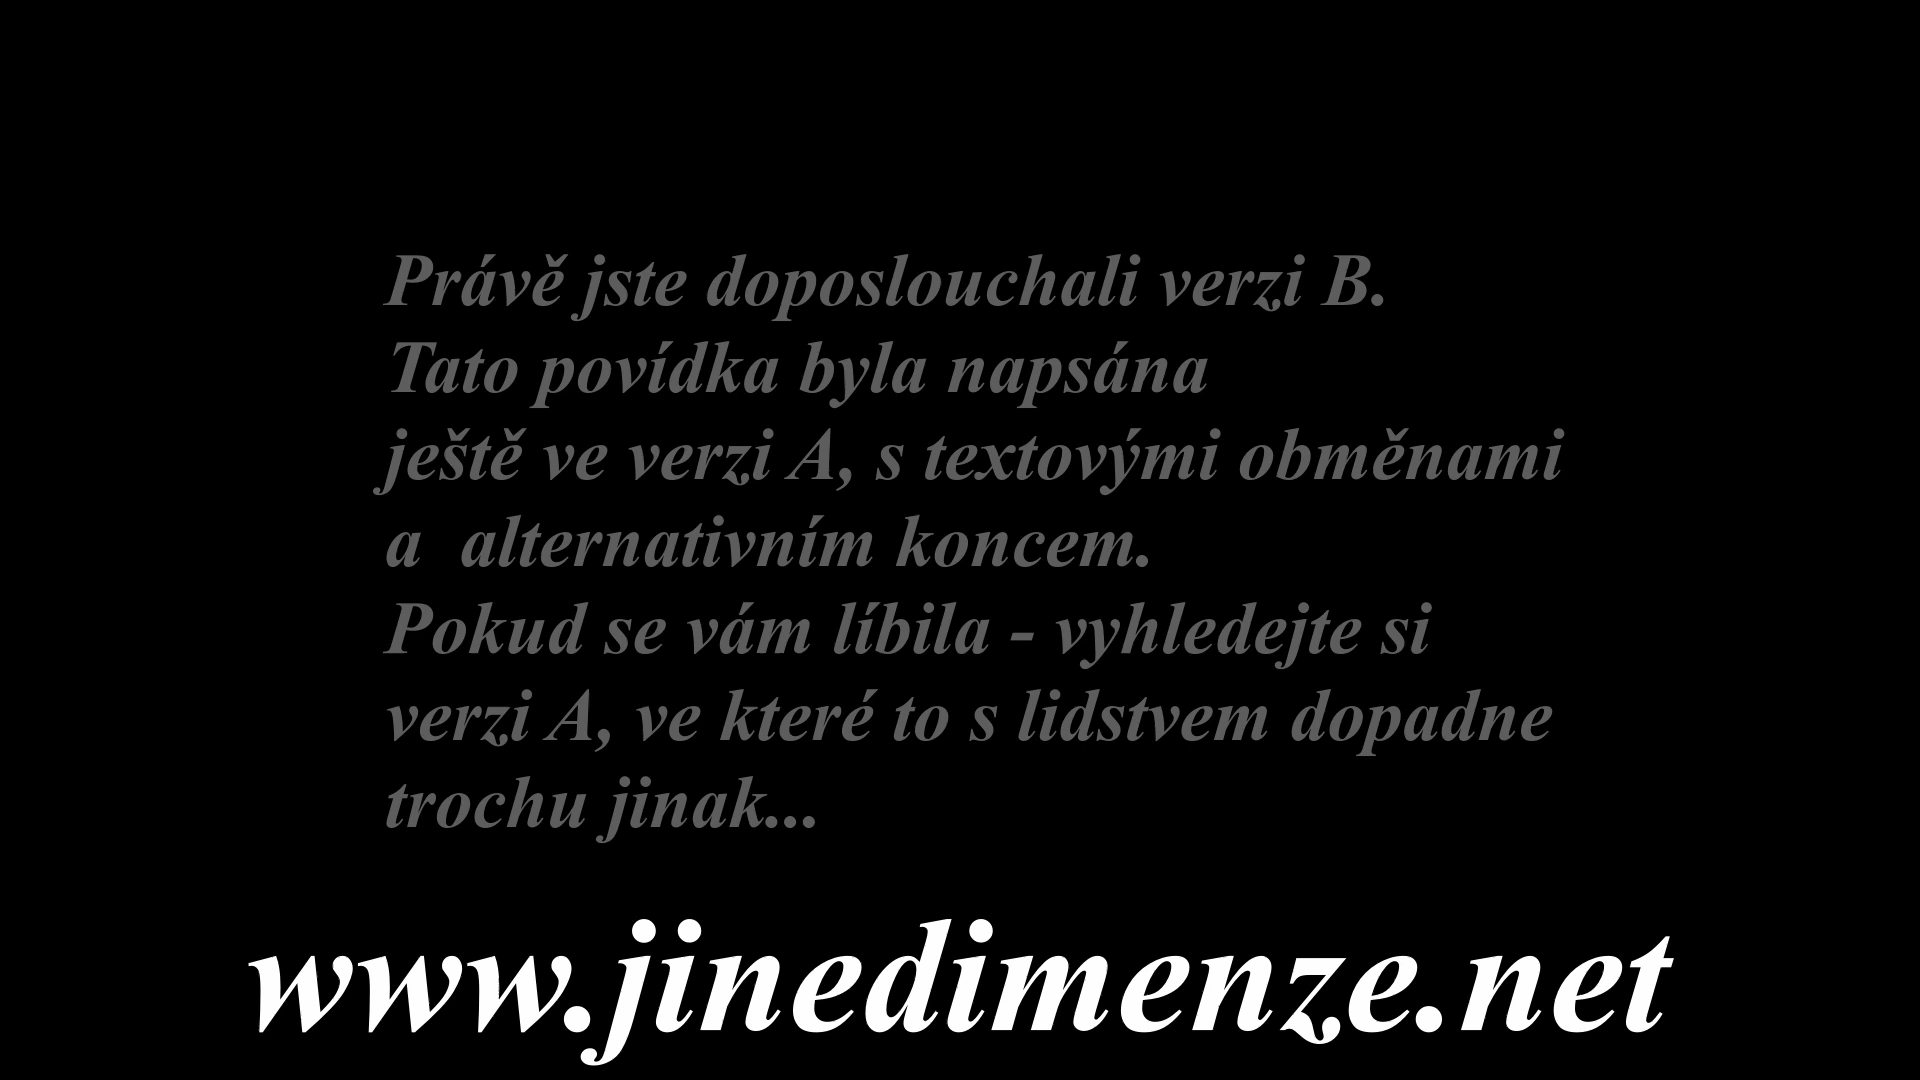 Právě jste doposlouchali verzi B.
Tato povídka byla napsána
ještě ve verzi A, s textovými obměnami
a  alternativním koncem.
Pokud se vám líbila - vyhledejte si
verzi A, ve které to s lidstvem dopadne
trochu jinak...
www.jinedimenze.net